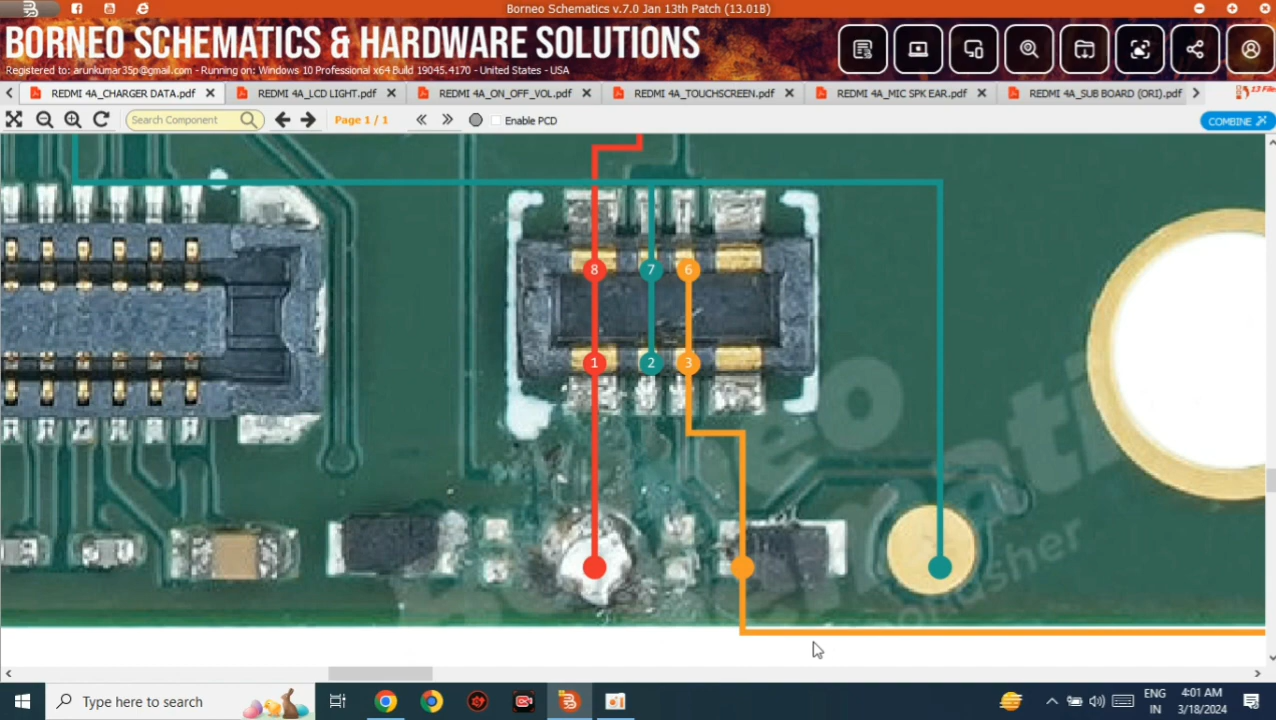 Borneo Schematics v.7.0 Jan 13th Patch (13.01B)
BORNEO SCHEMATICS & HARDWARE SOLUTIONS
Registered to: arunkumar35p@gmail.com - Running on: Windows 10 Professional x64 Build 19045.4170 - United States - USA
REDMI 4A_CHARGER DATA.pdf REDMI 4A_LCD LIGHT.pdf REDMI 4A_ON_OFF_VOL.pdf REDMI 4A_TOUCHSCREEN.pdf REDMI 4A_MIC SPK EAR.pdf REDMI 4A_SUB BOARD (ORI).pdf 13 File
Search Component Page 1 / 1 Enable PCD COMBINE
8 7 6
1 2 3
Type here to search
ENG
IN
4:01 AM
3/18/2024